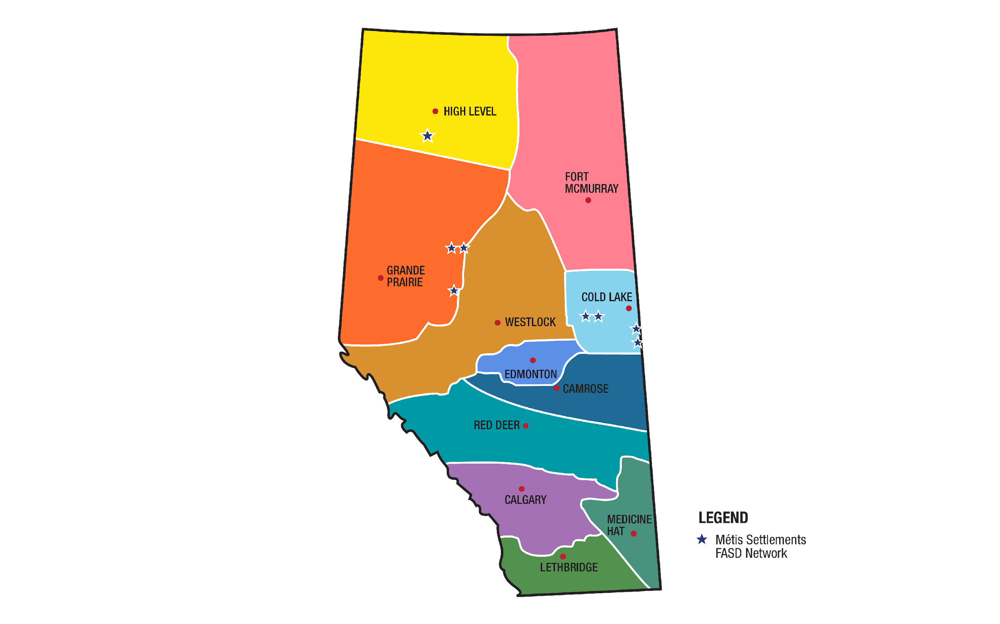 HIGH LEVEL
FORT
MCMURRAY
GRANDE
PRAIRIE
COLD LAKE
WESTLOCK
EDMONTON
CAMROSE
RED DEER
CALGARY
MEDICINE
HAT
LETHBRIDGE
LEGEND
Métis Settlements
FASD Network